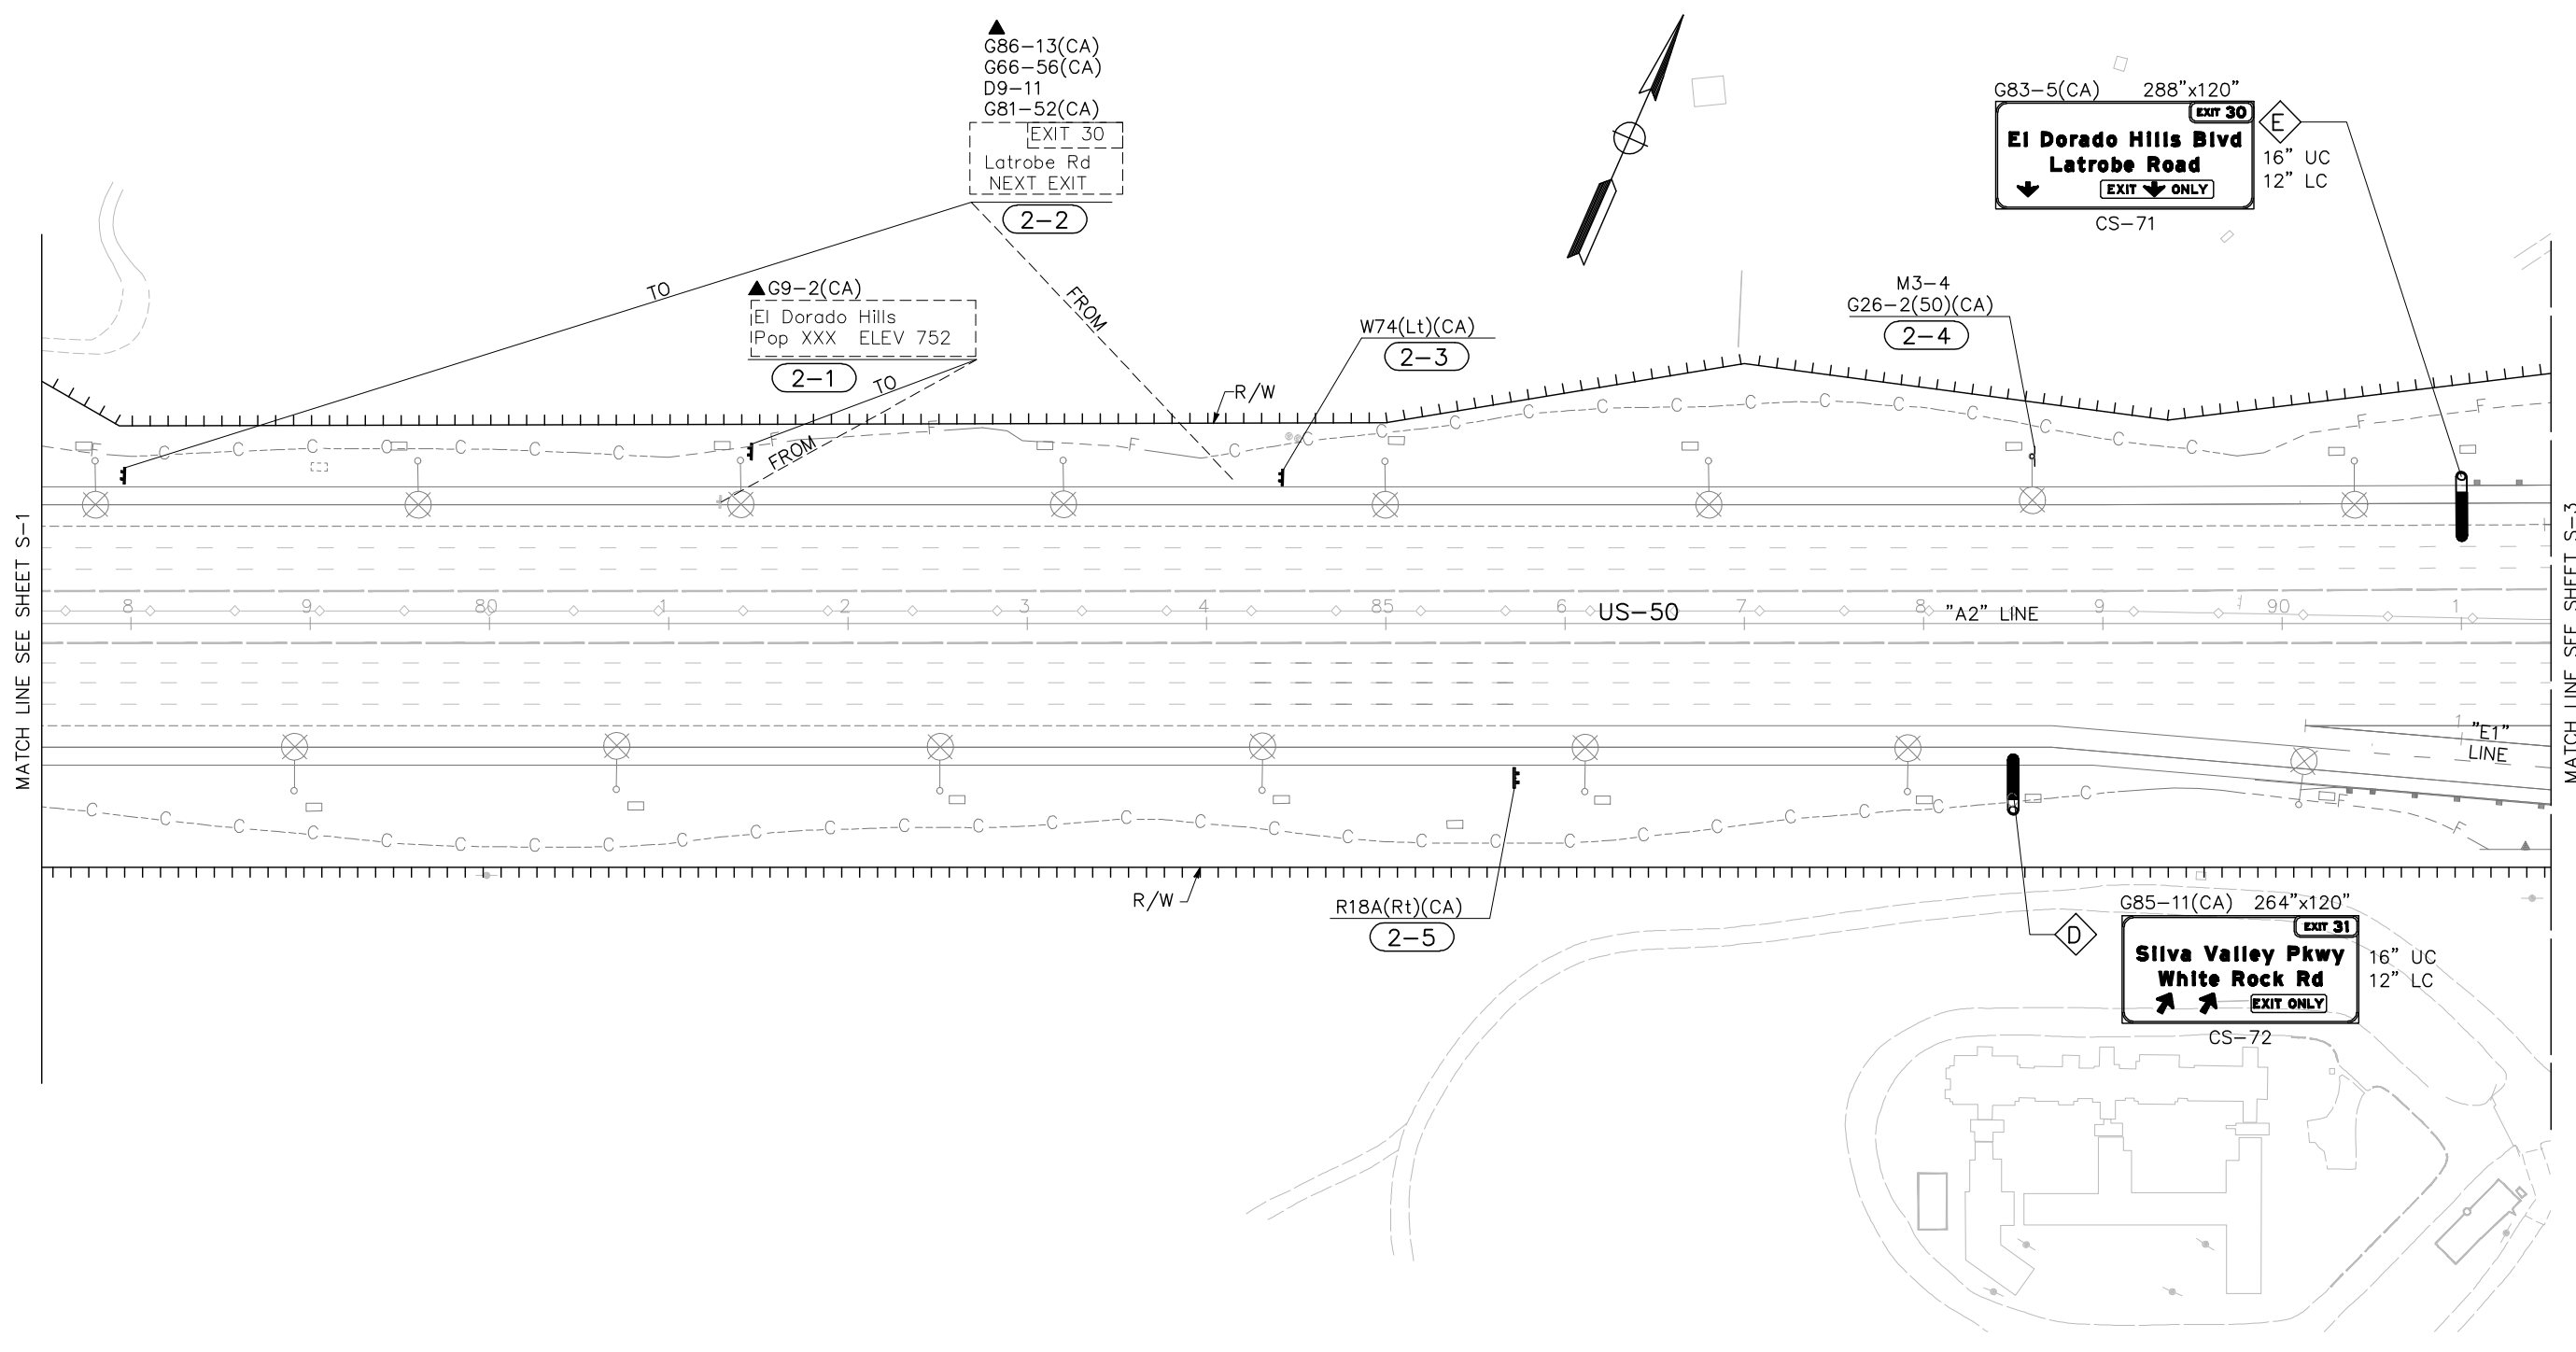 ▲
G86-13(CA)
G66-56(CA)
D9-11
G81-52(CA)
EXIT 30
Latrobe Rd
NEXT EXIT
2-2
TO
FROM
▲G9-2(CA)
El Dorado Hills
Pop XXX ELEV 752
2-1
TO
FROM
W74(Lt)(CA)
2-3
R/W
M3-4
G26-2(50)(CA)
2-4
G83-5(CA) 288"x120"
EXIT 30
El Dorado Hills Blvd
Latrobe Road
EXIT ONLY
CS-71
E
16" UC
12" LC
MATCH LINE SEE SHEET S-1
MATCH LINE SEE SHEET S-3
F C C C C C C C F F F C C C C C C C C C C C C C C F F
8 9 80 1 2 3 4 85 6 7 8 9 90 1
US-50
"A2" LINE
1
"E1"
LINE
C C C C C C C C C C C C C C C C C C C C C C C C C C C C F F
R/W
R18A(Rt)(CA)
2-5
D
G85-11(CA) 264"x120"
EXIT 31
Silva Valley Pkwy
White Rock Rd
EXIT ONLY
16" UC
12" LC
CS-72